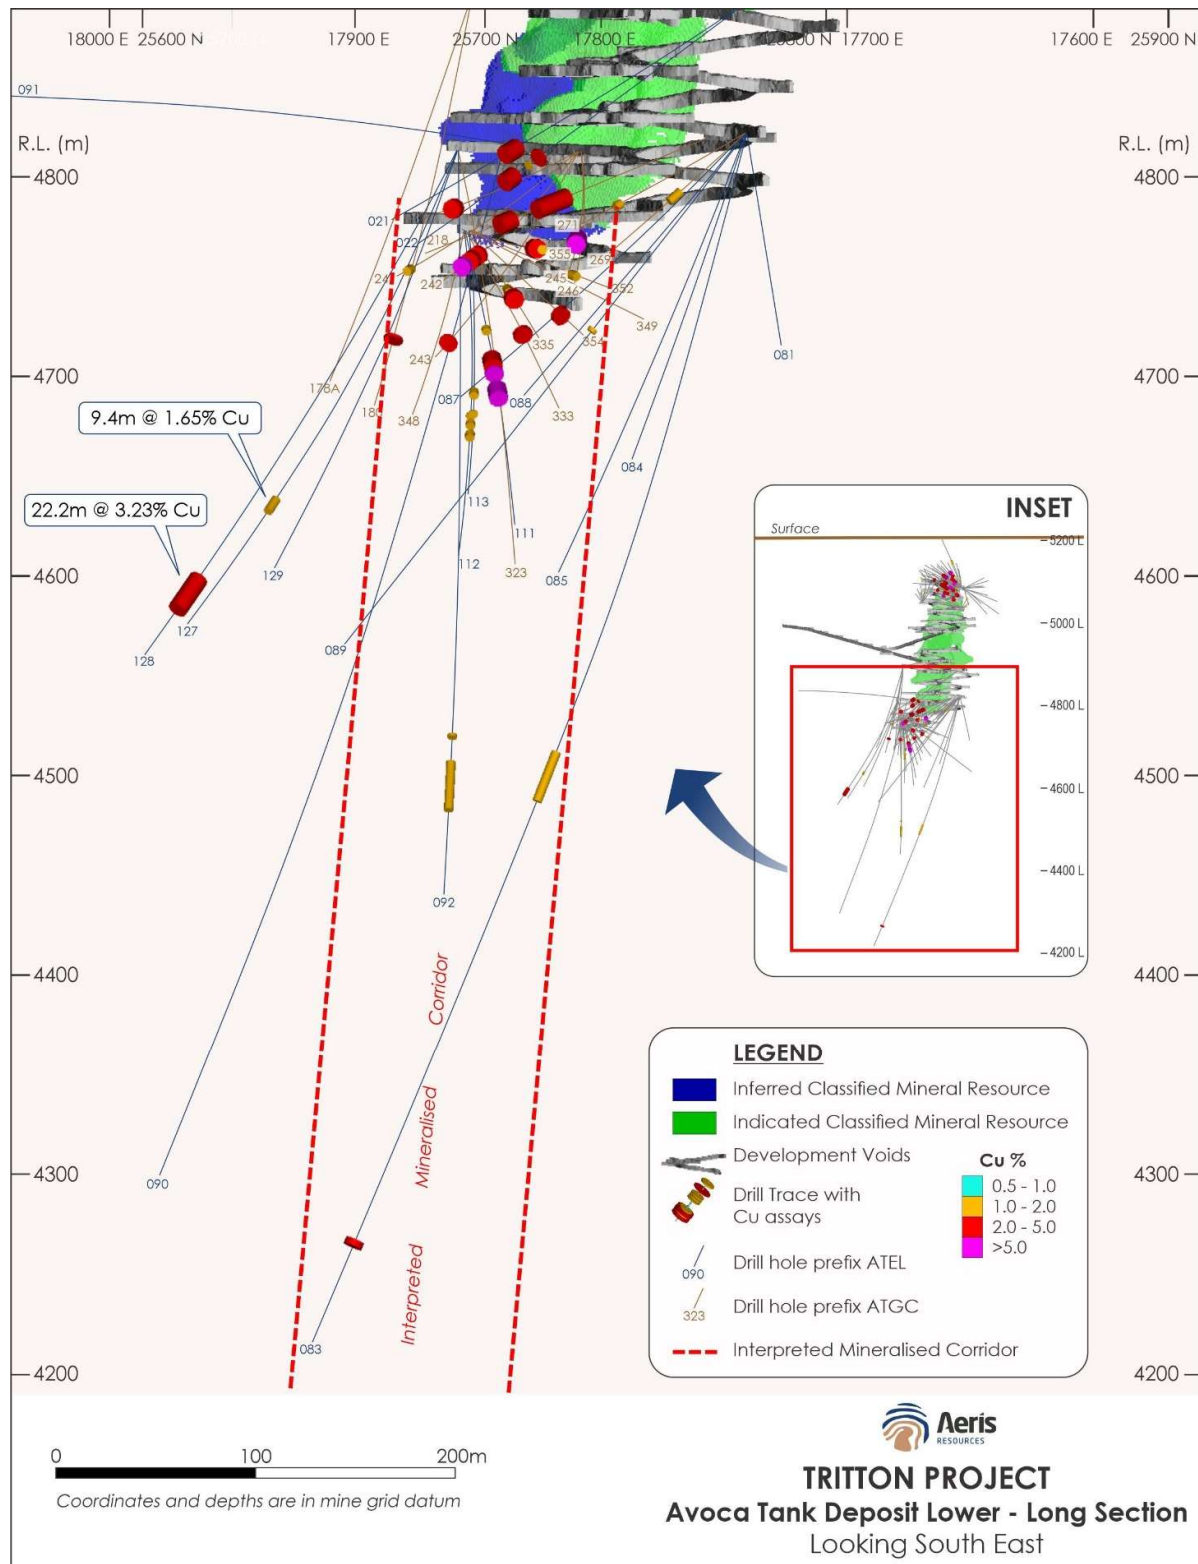 18000 E 25600 N 17900 E 25700 N 17800 E 17700 E 17600 E 25900 N
091
R.L. (m) R.L. (m)
4800 4800
021
022
218
271
355
269
242
245
246
352
349
335
354
243
081
4700 4700
178A
348
087
088
333
084
9.4m @ 1.65% Cu
22.2m @ 3.23% Cu
113
111
112
323
129
085
4600 4600
127
128
089
4500 4500
092
4400 4400
Interpreted Mineralised Corridor
4300 4300
090
083
4200 4200
INSET
Surface
5200 L
5000 L
4800 L
4600 L
4400 L
4200 L
LEGEND
Inferred Classified Mineral Resource
Indicated Classified Mineral Resource
Development Voids
Drill Trace with
Cu assays
Cu %
0.5 - 1.0
1.0 - 2.0
2.0 - 5.0
>5.0
090 Drill hole prefix ATEL
323 Drill hole prefix ATGC
Interpreted Mineralised Corridor
0 100 200m
Coordinates and depths are in mine grid datum
Aeris
RESOURCES
TRITTON PROJECT
Avoca Tank Deposit Lower - Long Section
Looking South East